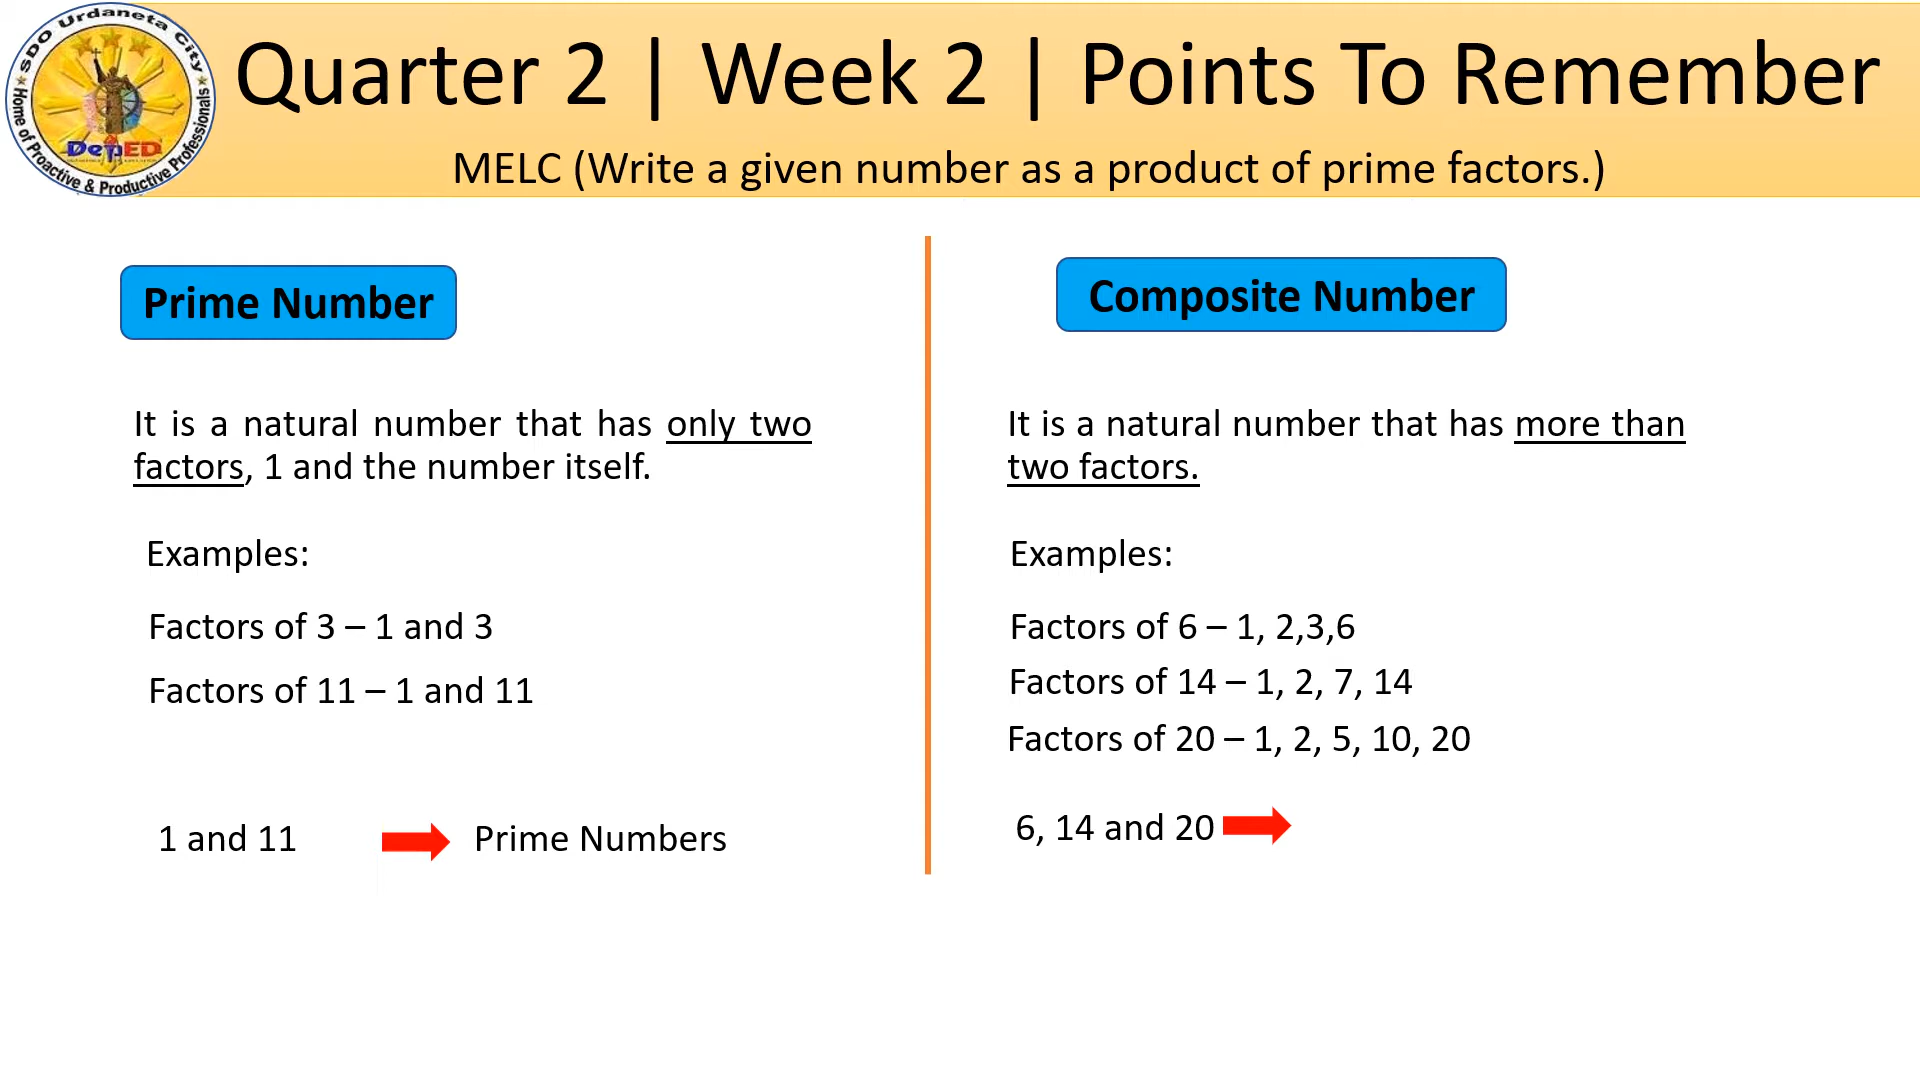 SDO Urdaneta City
Home of Proactive & Productive Professionals
DepED
Quarter 2 | Week 2 | Points To Remember
MELC (Write a given number as a product of prime factors.)
Prime Number
It is a natural number that has only two
factors, 1 and the number itself.
Examples:
Factors of 3 – 1 and 3
Factors of 11 – 1 and 11
1 and 11
Prime Numbers
Composite Number
It is a natural number that has more than
two factors.
Examples:
Factors of 6 – 1, 2,3,6
Factors of 14 – 1, 2, 7, 14
Factors of 20 – 1, 2, 5, 10, 20
6, 14 and 20